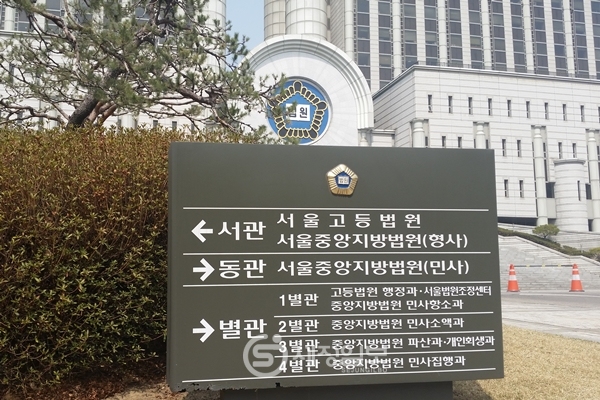 법원
← 서관 서울고등법원
서울중앙지방법원(형사)
→ 동관 서울중앙지방법원(민사)
→ 별관
1별관 고등법원 행정과·서울법원조정센터
중앙지방법원 민사항소과
2별관 중앙지방법원 민사소액과
3별관 중앙지방법원 파산과·개인회생과
4별관 중앙지방법원 민사집행과